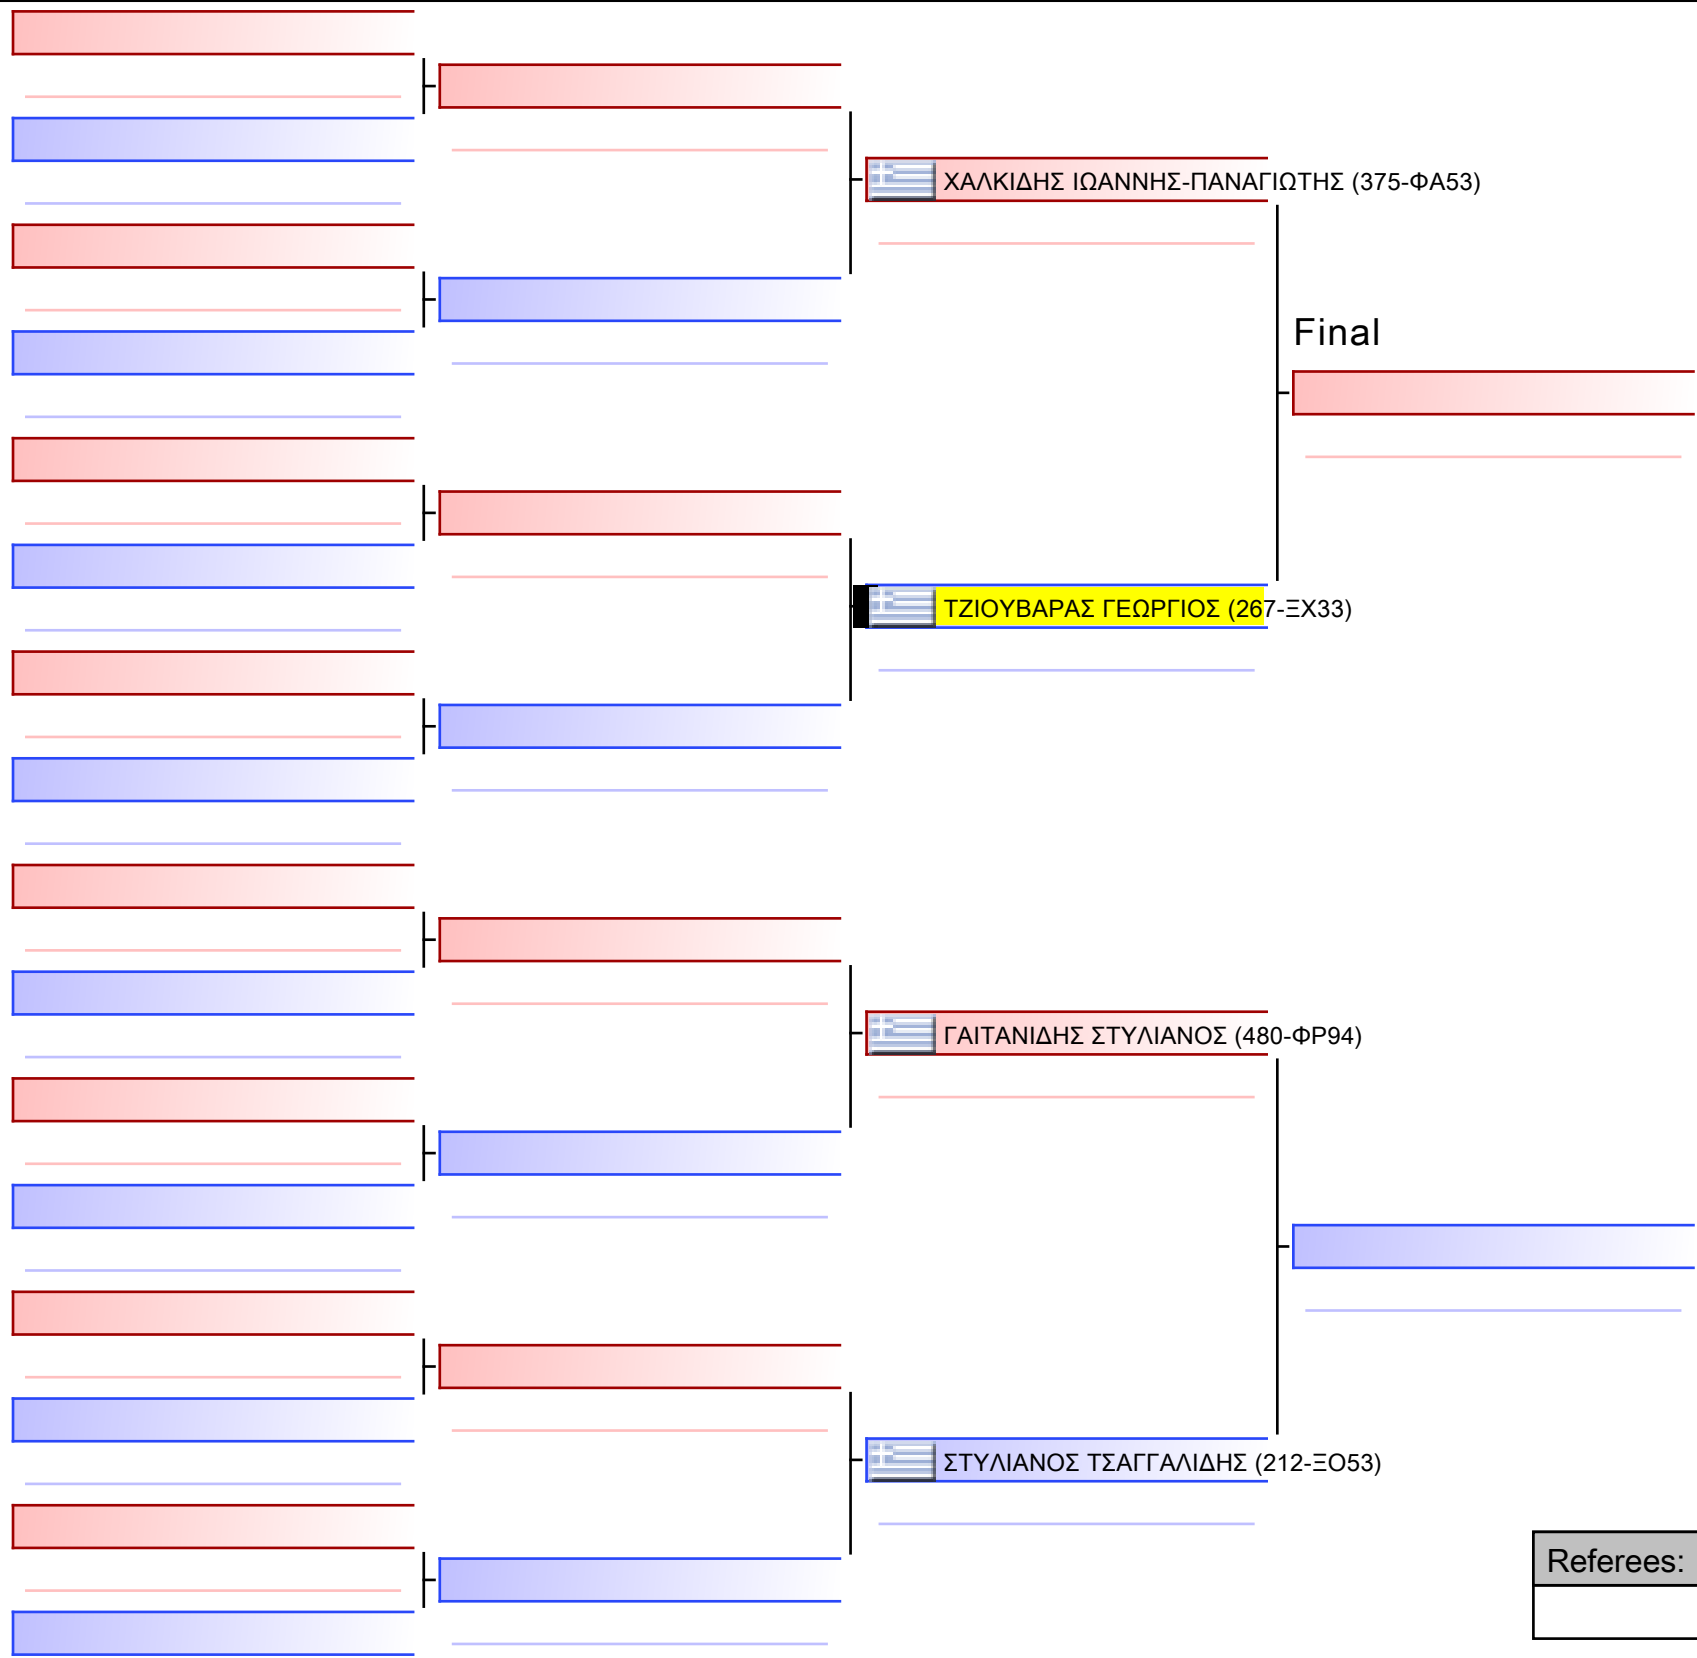 ΧΑΛΚΙΔΗΣ ΙΩΑΝΝΗΣ-ΠΑΝΑΓΙΩΤΗΣ (375-ΦΑ53)
Final
ΤΖΙΟΥΒΑΡΑΣ ΓΕΩΡΓΙΟΣ (267-ΞΧ33)
ΓΑΙΤΑΝΙΔΗΣ ΣΤΥΛΙΑΝΟΣ (480-ΦΡ94)
ΣΤΥΛΙΑΝΟΣ ΤΣΑΓΓΑΛΙΔΗΣ (212-ΞΟ53)
Referees: